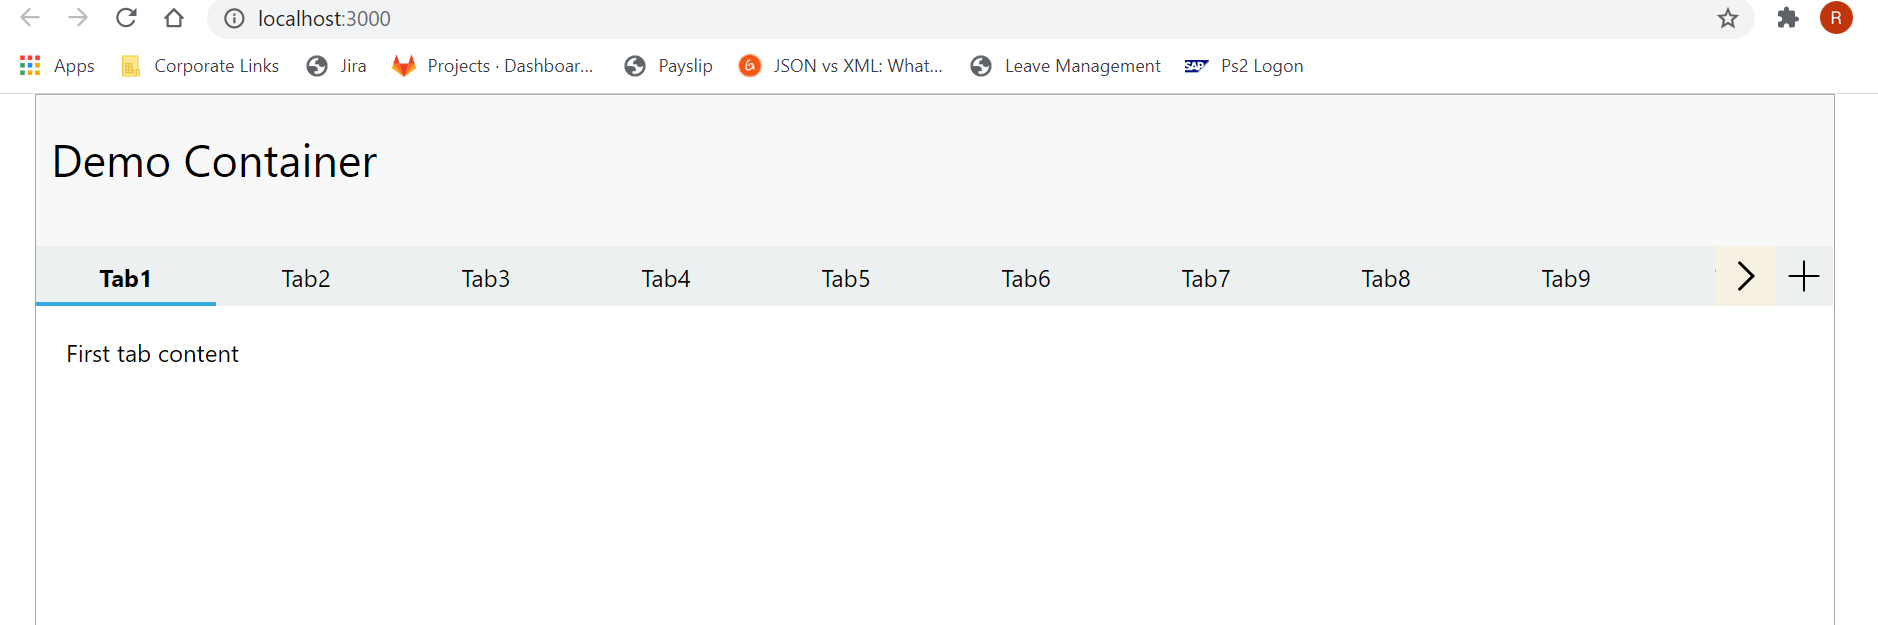 localhost:3000
R
Apps Corporate Links Jira Projects · Dashboar... Payslip G JSON vs XML: What... Leave Management SAP Ps2 Logon
Demo Container
Tab1 Tab2 Tab3 Tab4 Tab5 Tab6 Tab7 Tab8 Tab9
First tab content